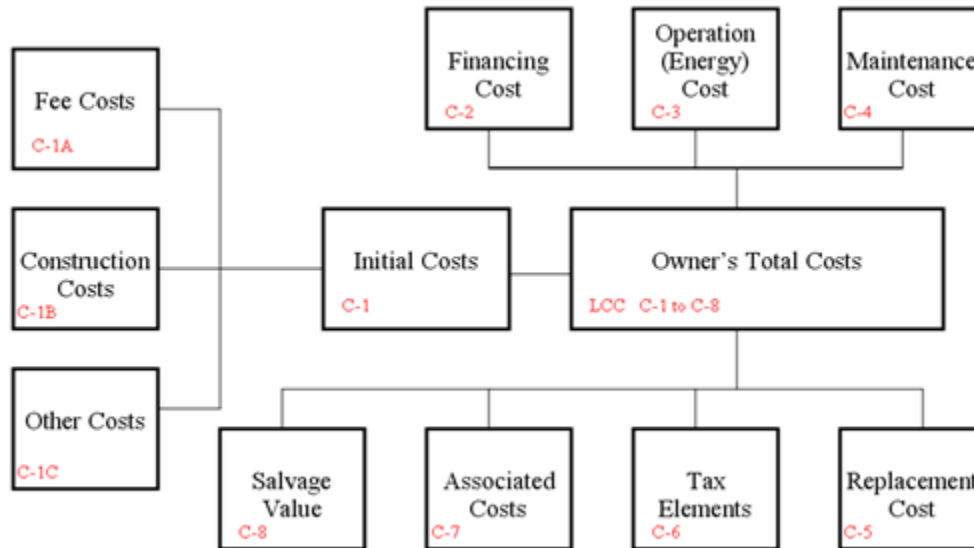 Fee Costs
C-1A
Construction
Costs
C-1B
Other Costs
C-1C
Initial Costs
C-1
Financing
Cost
C-2
Operation
(Energy)
Cost
C-3
Maintenance
Cost
C-4
Owner's Total Costs
LCC C-1 to C-8
Salvage
Value
C-8
Associated
Costs
C-7
Tax
Elements
C-6
Replacement
Cost
C-5